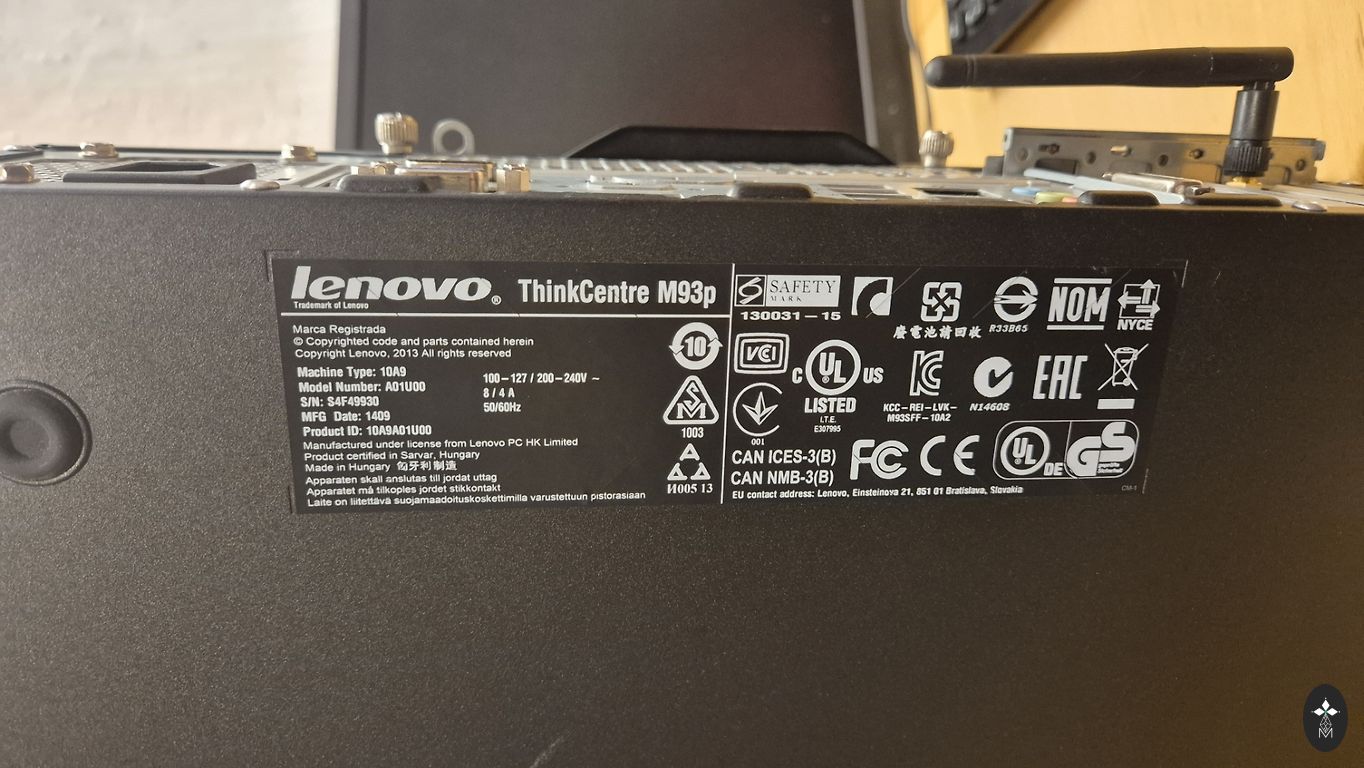 lenovo® ThinkCentre M93p
Trademark of Lenovo
Marca Registrada
© Copyrighted code and parts contained herein
Copyright Lenovo, 2013 All rights reserved
Machine Type: 10A9
Model Number: A01U00
S/N: S4F49930
MFG Date: 1409
Product ID: 10A9A01U00
100-127 / 200-240V ~
8 / 4 A
50/60Hz
Manufactured under license from Lenovo PC HK Limited
Product certified in Sarvar, Hungary
Made in Hungary 匈牙利制造
Apparaten skall anslutas till jordat uttag
Apparatet må tilkoples jordet stikkontakt
Laite on liitettävä suojamaadoituskoskettimilla varustettuun pistorasiaan
10
1003
И005 13
SAFETY
MARK
130031-15
廢電池請回收
R33B65
NOM
NYCE
VCI
001
C UL US
LISTED
I.T.E.
E307995
KCC-REI-LVK-
M93SFF-10A2
N14608
EAC
CAN ICES-3(B)
CAN NMB-3(B)
FC CE
UL DE
GS
geprüfte
Sicherheit
EU contact address: Lenovo, Einsteinova 21, 851 01 Bratislava, Slovakia
CM-1
M